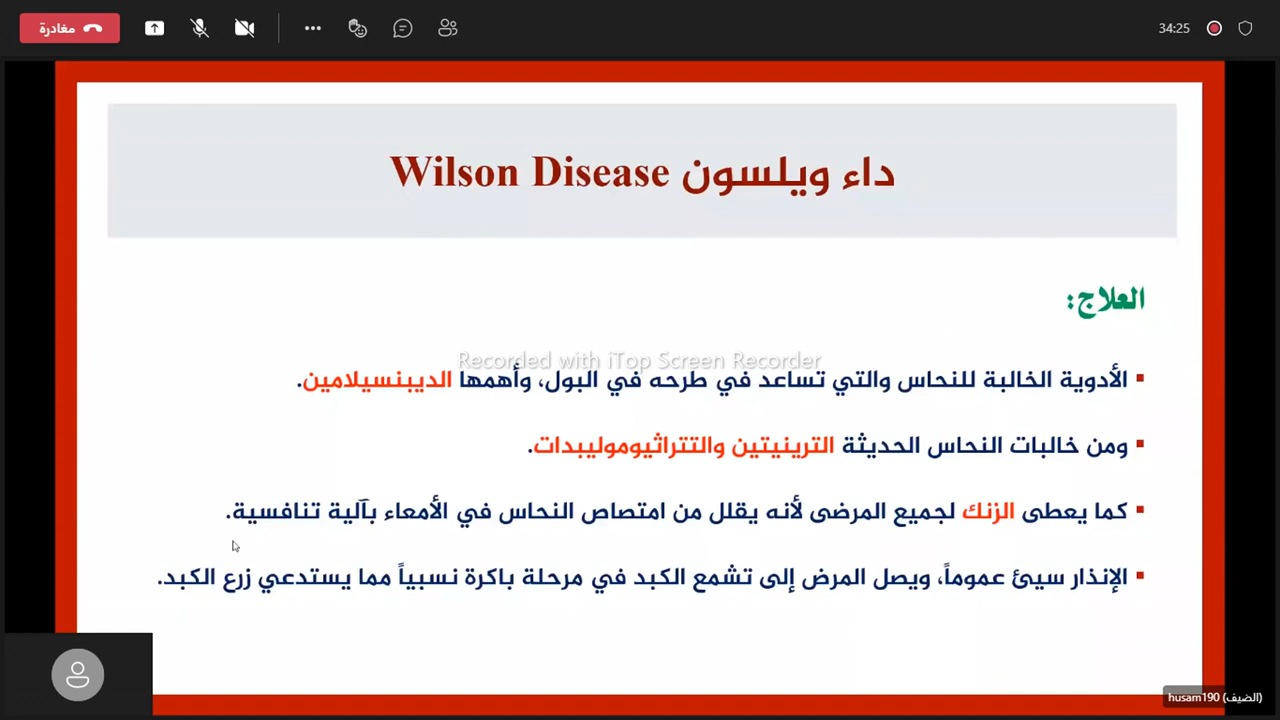 مغادرة
34:25
داء ويلسون Wilson Disease
العلاج:
Recorded with iTop Screen Recorder
الأدوية الخالبة للنحاس والتي تساعد في طرحه في البول، وأهمها الديبنسيلامين.
ومن خالبات النحاس الحديثة الترينيتين والتتراثيوموليبدات.
كما يعطى الزنك لجميع المرضى لأنه يقلل من امتصاص النحاس في الأمعاء بآلية تنافسية.
الإنذار سيئ عموماً، ويصل المرض إلى تشمع الكبد في مرحلة باكرة نسبياً مما يستدعي زرع الكبد.
husam190 (الضيف)